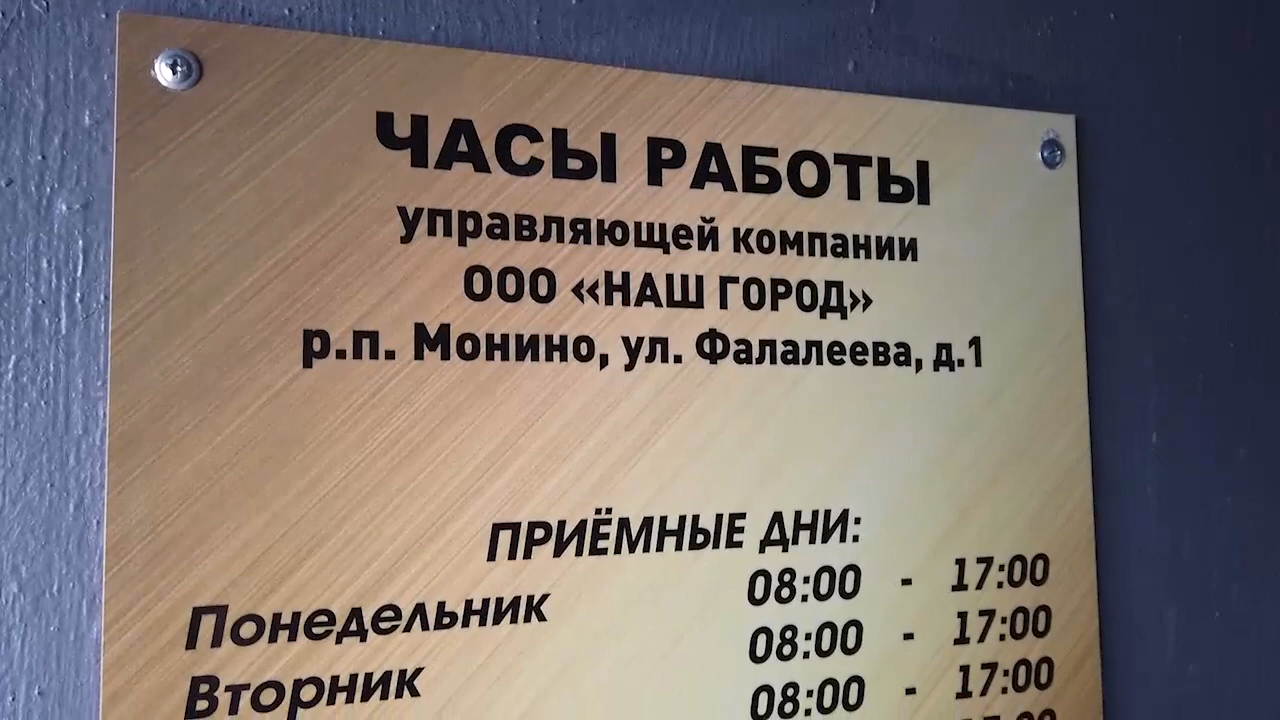 ЧАСЫ РАБОТЫ
управляющей компании
ООО «НАШ ГОРОД»
р.п. Монино, ул. Фалалеева, д.1
ПРИЁМНЫЕ ДНИ:
Понедельник 08:00 - 17:00
Вторник 08:00 - 17:00
08:00 - 17:00